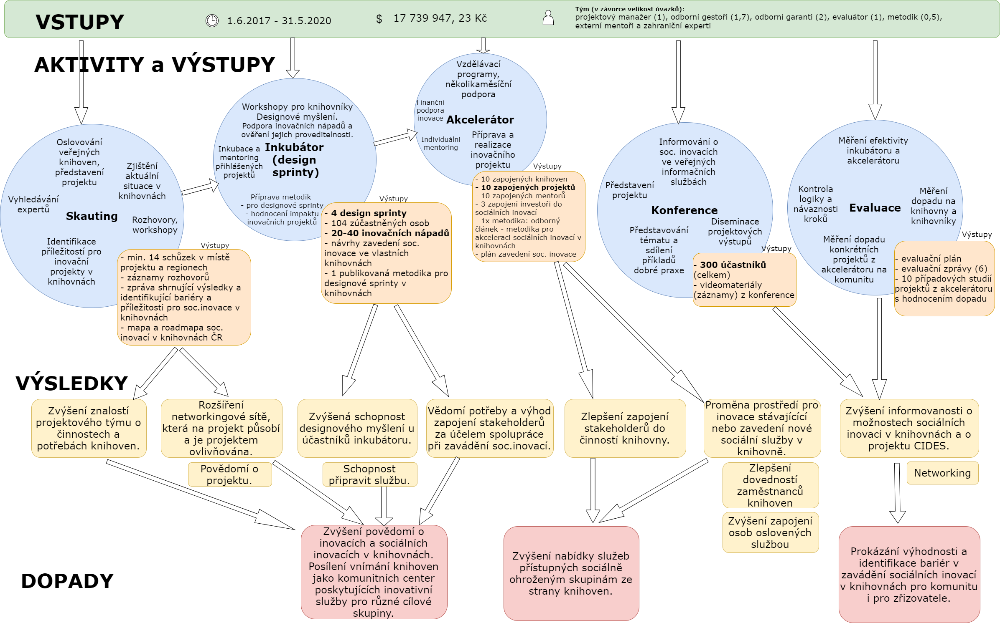 VSTUPY
1.6.2017 - 31.5.2020
$
17 739 947, 23 Kč
Tým (v závorce velikost úvazků):
projektový manažer (1), odborní gestoři (1,7), odborní garanti (2), evaluátor (1), metodik (0,5),
externí mentoři a zahraniční experti
AKTIVITY a VÝSTUPY
Oslovování
veřejných
knihoven,
představení
projektu
Zjištění
aktuální
situace v
knihovnách
Vyhledávání
expertů
Skauting
Rozhovory,
workshopy
Identifikace
příležitostí pro
inovační
projekty v
knihovnách
Výstupy
- min. 14 schůzek v místě
projektu a regionech
- záznamy rozhovorů
- zpráva shrnující výsledky a
identifikující bariéry a
příležitosti pro soc.inovace v
knihovnách
- mapa a roadmapa soc.
inovací v knihovnách ČR
Workshopy pro knihovníky
Designové myšlení.
Podpora inovačních nápadů a
ověření jejich proveditelnosti.
Inkubace a
mentoring
přihlášených
projektů
Inkubátor
(design
sprinty)
Příprava metodik
- pro designové sprinty
- hodnocení impaktu
inovačních projektů
Výstupy
- 4 design sprinty
- 104 zúčastněných osob
- 20-40 inovačních nápadů
- návrhy zavedení soc.
inovace ve vlastních
knihovnách
- 1 publikovaná metodika pro
designové sprinty v
knihovnách
Vzdělávací
programy,
několikaměsíční
podpora
Finanční
podpora
inovace
Akcelerátor
Individuální
mentoring
Příprava a
realizace
inovačního
projektu
Výstupy
- 10 zapojených knihoven
- 10 zapojených projektů
- 10 zapojených mentorů
- 3 zapojení investoři do
sociálních inovací
- 1x metodika: odborný
článek - metodika pro
akceleraci sociálních inovací v
knihovnách
- plán zavedení soc. inovace
Informování o
soc. inovacích
ve veřejných
informačních
službách
Představení
projektu
Konference
Diseminace
projektových
výstupů
Představování
tématu a
sdílení
příkladů
dobré praxe
Výstupy
- 300 účastníků
(celkem)
- videomateriály
(záznamy) z konference
Měření efektivity
inkubátoru a
akcelerátoru
Kontrola
logiky a
návaznosti
kroků
Evaluace
Měření
dopadu na
knihovny a
knihovníky
Měření dopadu
konkrétních
projektů z
akcelerátoru na
komunitu
Výstupy
- evaluační plán
- evaluační zprávy (6)
- 10 případových studií
projektů z akcelerátoru
s hodnocením dopadu
VÝSLEDKY
Zvýšení znalostí
projektového týmu o
činnostech a
potřebách knihoven.
Rozšíření
networkingové sítě,
která na projekt působí
a je projektem
ovlivňována.
Povědomí o
projektu.
Zvýšená schopnost
designového myšlení u
účastníků inkubátoru.
Schopnost
připravit službu.
Vědomí potřeby a výhod
zapojení stakeholderů
za účelem spolupráce
při zavádění soc.inovací.
Zlepšení zapojení
stakeholderů do
činností knihovny.
Proměna prostředí pro
inovace stávajícící
nebo zavedení nové
sociální služby v
knihovně.
Zlepšení
dovedností
zaměstnanců
knihoven
Zvýšení zapojení
osob oslovených
službou
Zvýšení informovanosti o
možnostech sociálních
inovací v knihovnách a o
projektu CIDES.
Networking
DOPADY
Zvýšení povědomí o
inovacích a sociálních
inovacích v knihovnách.
Posílení vnímání knihoven
jako komunitních center
poskytujících inovativní
služby pro různé cílové
skupiny.
Zvýšení nabídky služeb
přístupných sociálně
ohroženým skupinám ze
strany knihoven.
Prokázání výhodnosti a
identifikace bariér v
zavádění sociálních inovací
v knihovnách pro komunitu
i pro zřizovatele.